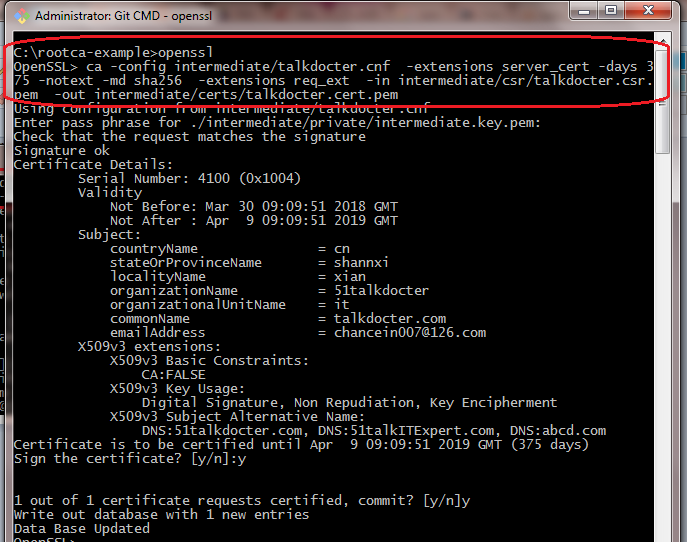 Administrator: Git CMD - openssl
C:\rootca-example>openssl
OpenSSL> ca -config intermediate/talkdocter.cnf  -extensions server_cert -days 3
75 -notext -md sha256  -extensions req_ext  -in intermediate/csr/talkdocter.csr.
pem  -out intermediate/certs/talkdocter.cert.pem
Using configuration from intermediate/talkdocter.cnf
Enter pass phrase for ./intermediate/private/intermediate.key.pem:
Check that the request matches the signature
Signature ok
Certificate Details:
        Serial Number: 4100 (0x1004)
        Validity
            Not Before: Mar 30 09:09:51 2018 GMT
            Not After : Apr  9 09:09:51 2019 GMT
        Subject:
            countryName               = cn
            stateOrProvinceName       = shannxi
            localityName              = xian
            organizationName          = 51talkdocter
            organizationalUnitName    = it
            commonName                = talkdocter.com
            emailAddress              = chancein007@126.com
        X509v3 extensions:
            X509v3 Basic Constraints:
                CA:FALSE
            X509v3 Key Usage:
                Digital Signature, Non Repudiation, Key Encipherment
            X509v3 Subject Alternative Name:
                DNS:51talkdocter.com, DNS:51talkITExpert.com, DNS:abcd.com
Certificate is to be certified until Apr  9 09:09:51 2019 GMT (375 days)
Sign the certificate? [y/n]:y
1 out of 1 certificate requests certified, commit? [y/n]y
Write out database with 1 new entries
Data Base Updated
OpenSSL>